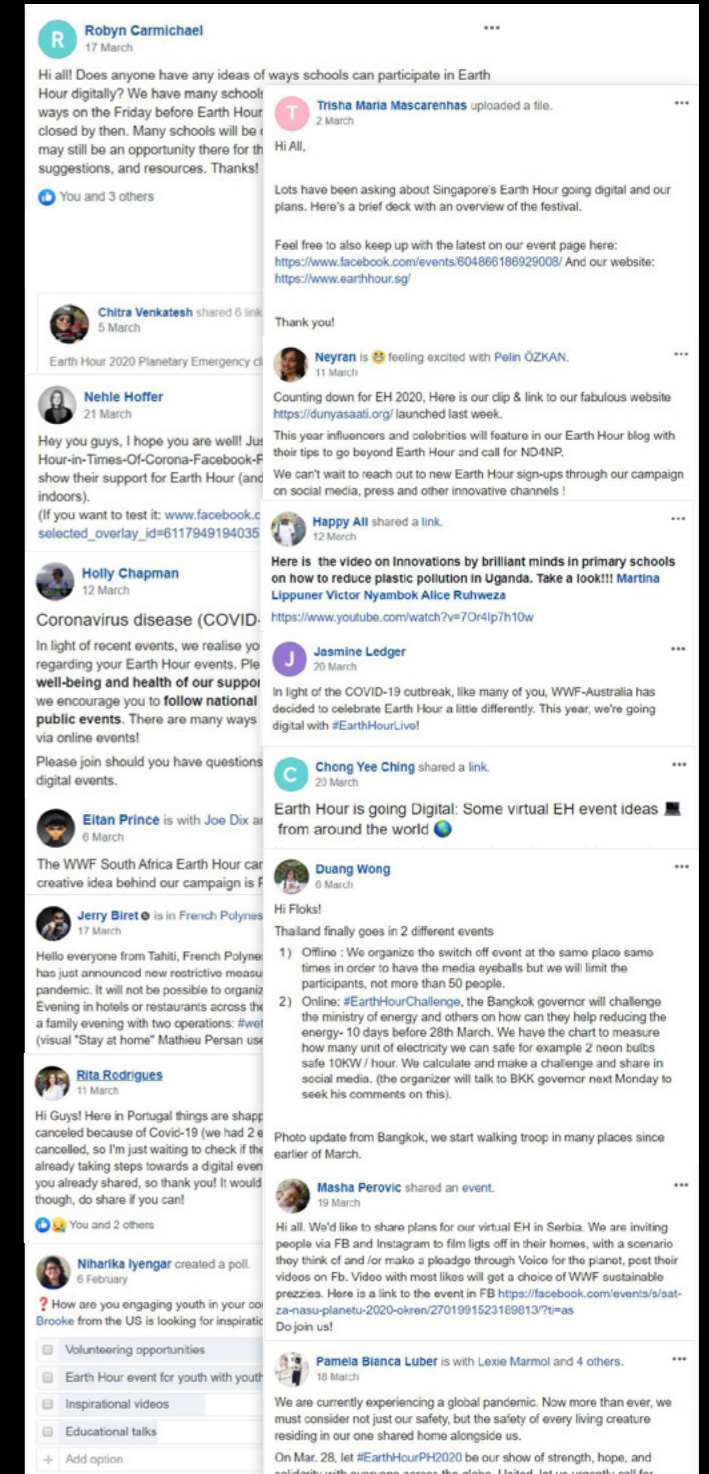 R
Robyn Carmichael
17 March
Hi all! Does anyone have any ideas of ways schools can participate in Earth
Hour digitally? We have many schools
ways on the Friday before Earth Hour
closed by then. Many schools will be
may still be an opportunity there for th
suggestions, and resources. Thanks!
You and 3 others
Chitra Venkatesh shared 6 link
5 March
Earth Hour 2020 Planetary Emergency cl
Nehle Hoffer
21 March
Hey you guys, I hope you are well! Jus
Hour-in-Times-Of-Corona-Facebook-F
show their support for Earth Hour (and
indoors).
(If you want to test it: www.facebook.c
selected_overlay_id=6117949194035
Holly Chapman
12 March
Coronavirus disease (COVID-
In light of recent events, we realise yo
regarding your Earth Hour events. Ple
well-being and health of our suppor
we encourage you to follow national
public events. There are many ways
via online events!
Please join should you have questions
digital events.
Eitan Prince is with Joe Dix an
6 March
The WWF South Africa Earth Hour car
creative idea behind our campaign is F
Jerry Biret is in French Polynes
17 March
Hello everyone from Tahiti, French Polyne
has just announced new restrictive measu
pandemic. It will not be possible to organiz
Evening in hotels or restaurants across the
a family evening with two operations: #wef
(visual "Stay at home" Mathieu Persan use
Rita Rodrigues
11 March
Hi Guys! Here in Portugal things are shapp
canceled because of Covid-19 (we had 2 e
cancelled, so I'm just waiting to check if the
already taking steps towards a digital even
you already shared, so thank you! It would
though, do share if you can!
You and 2 others
Niharika Iyengar created a poll.
6 February
❓How are you engaging youth in your co
Brooke from the US is looking for inspiratio
Volunteering opportunities
Earth Hour event for youth with youth
Inspirational videos
Educational talks
+ Add option
T
Trisha Maria Mascarenhas uploaded a file.
2 March
Hi All,
Lots have been asking about Singapore's Earth Hour going digital and our
plans. Here's a brief deck with an overview of the festival.
Feel free to also keep up with the latest on our event page here:
https://www.facebook.com/events/604866186929008/ And our website:
https://www.earthhour.sg/
Thank you!
Neyran is 😁 feeling excited with Pelin ÖZKAN.
11 March
Counting down for EH 2020, Here is our clip & link to our fabulous website
https://dunyasaati.org/ launched last week.
This year influencers and celebrities will feature in our Earth Hour blog with
their tips to go beyond Earth Hour and call for ND4NP.
We can't wait to reach out to new Earth Hour sign-ups through our campaign
on social media, press and other innovative channels !
Happy Ali shared a link.
12 March
Here is the video on Innovations by brilliant minds in primary schools
on how to reduce plastic pollution in Uganda. Take a look!!! Martina
Lippuner Victor Nyambok Alice Ruhweza
https://www.youtube.com/watch?v=7Or4Ip7h10w
J
Jasmine Ledger
20 March
In light of the COVID-19 outbreak, like many of you, WWF-Australia has
decided to celebrate Earth Hour a little differently. This year, we're going
digital with #EarthHourLive!
C
Chong Yee Ching shared a link.
20 March
Earth Hour is going Digital: Some virtual EH event ideas 💻
from around the world 🌎
Duang Wong
6 March
Hi Floks!
Thailand finally goes in 2 different events
1) Offline : We organize the switch off event at the same place same
times in order to have the media eyeballs but we will limit the
participants, not more than 50 people.
2) Online: #EarthHourChallenge, the Bangkok governor will challenge
the ministry of energy and others on how can they help reducing the
energy- 10 days before 28th March. We have the chart to measure
how many unit of electricity we can safe for example 2 neon bulbs
safe 10KW / hour. We calculate and make a challenge and share in
social media. (the organizer will talk to BKK governor next Monday to
seek his comments on this).
Photo update from Bangkok, we start walking troop in many places since
earlier of March.
Masha Perovic shared an event.
19 March
Hi all. We'd like to share plans for our virtual EH in Serbia. We are inviting
people via FB and Instagram to film ligts off in their homes, with a scenario
they think of and /or make a pleadge through Voice for the planet, post their
videos on Fb. Video with most likes will get a choice of WWF sustainable
prezzies. Here is a link to the event in FB https://facebook.com/events/s/sat-
za-nasu-planetu-2020-okren/2701991523189813/?ti=as
Do join us!
Pamela Bianca Luber is with Lexie Marmol and 4 others.
18 March
We are currently experiencing a global pandemic. Now more than ever, we
must consider not just our safety, but the safety of every living creature
residing in our one shared home alongside us.
On Mar. 28, let #EarthHourPH2020 be our show of strength, hope, and
solidarity with everyone across the globe. United, let us urgently call for